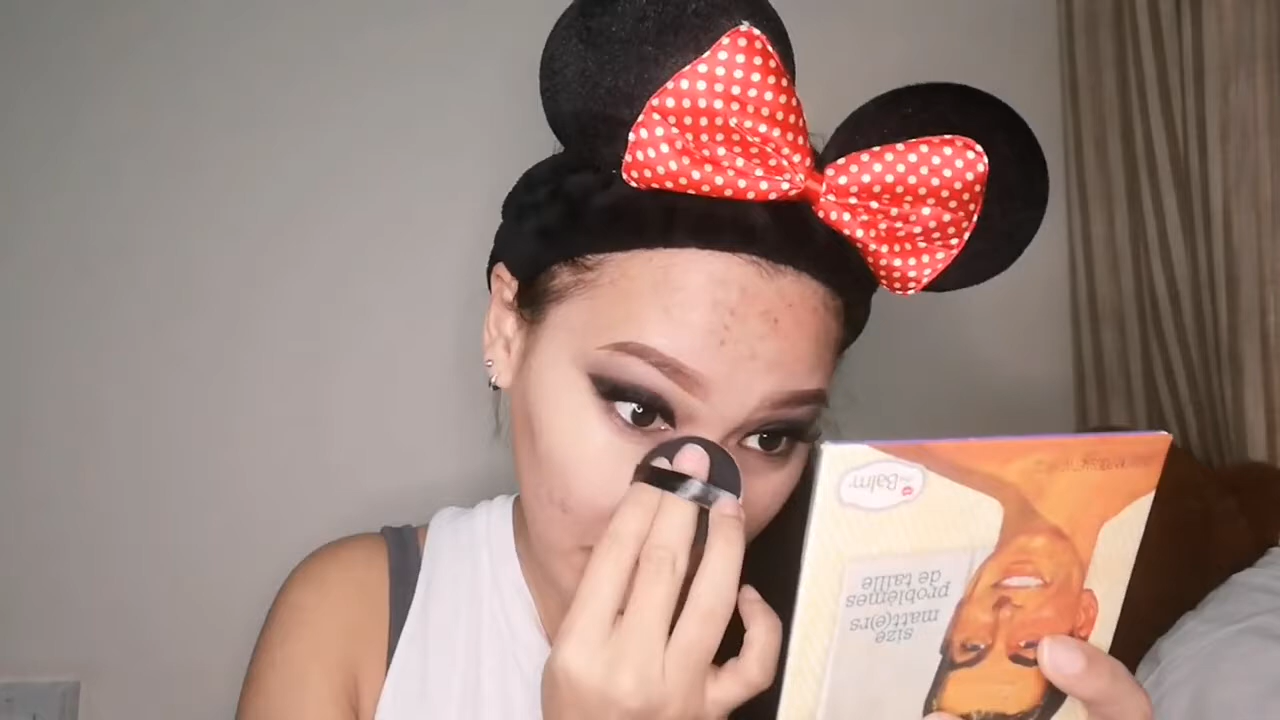 theBalm
size
matt(e)rs
problèmes
de taille